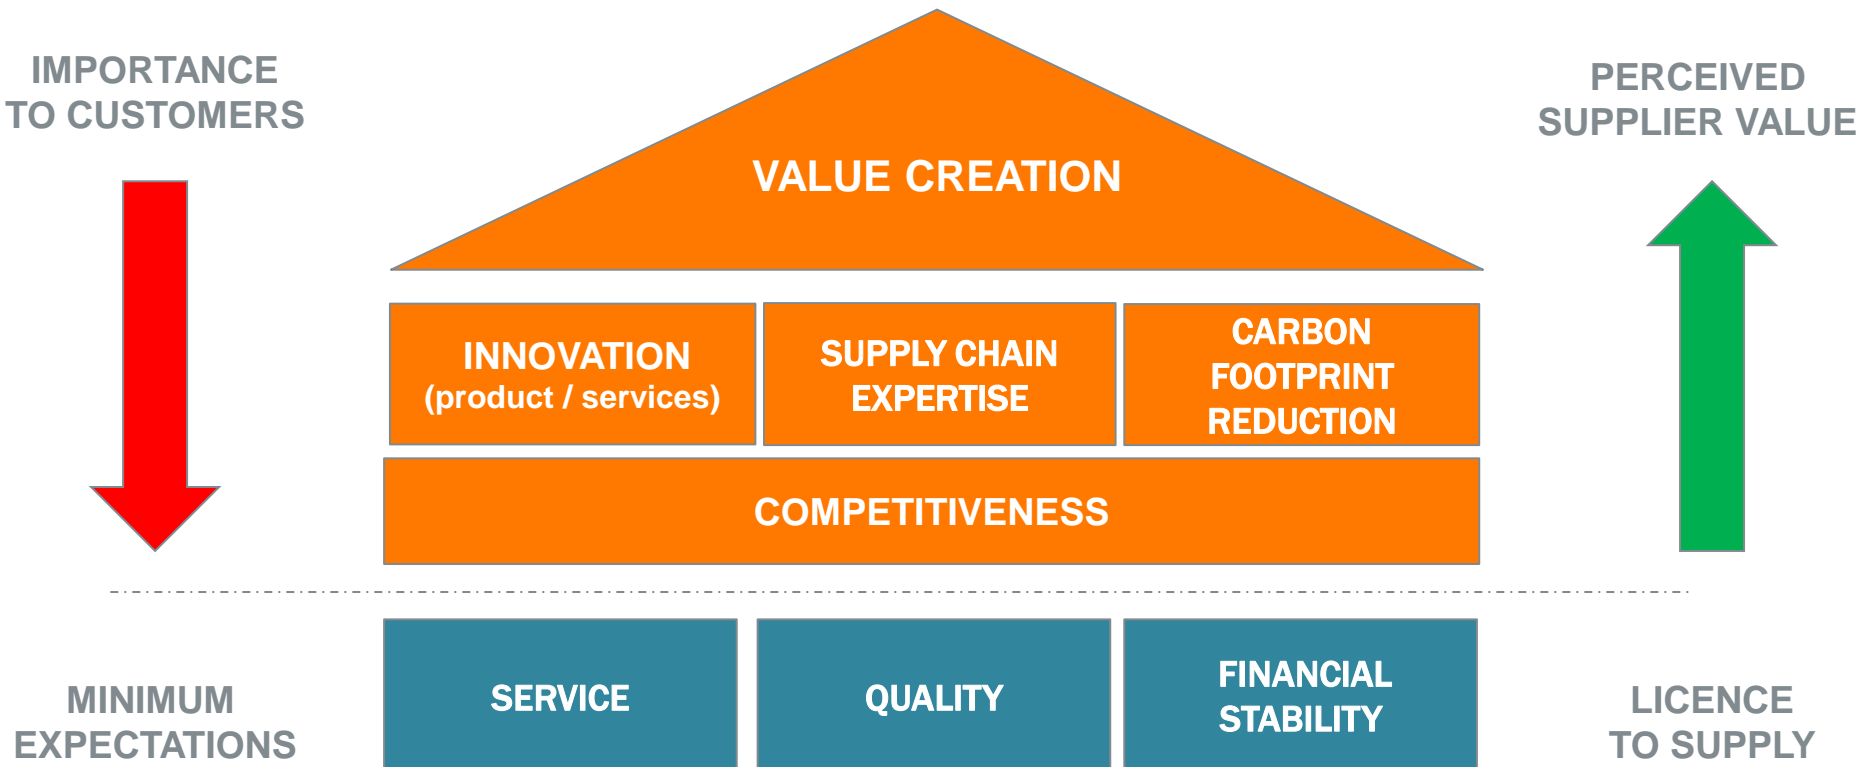 IMPORTANCE
TO CUSTOMERS
PERCEIVED
SUPPLIER VALUE
VALUE CREATION
INNOVATION
(product / services)
SUPPLY CHAIN
EXPERTISE
CARBON
FOOTPRINT
REDUCTION
COMPETITIVENESS
MINIMUM
EXPECTATIONS
SERVICE
QUALITY
FINANCIAL
STABILITY
LICENCE
TO SUPPLY